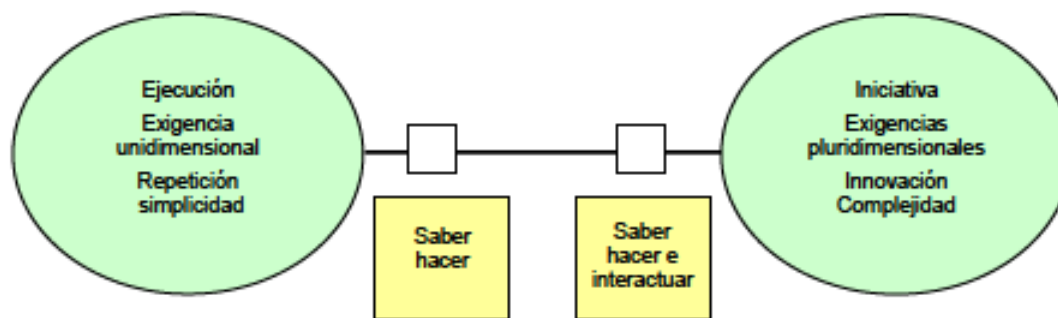 Ejecución
Exigencia
unidimensional
Repetición
simplicidad
Saber
hacer
Saber
hacer e
interactuar
Iniciativa
Exigencias
pluridimensionales
Innovación
Complejidad